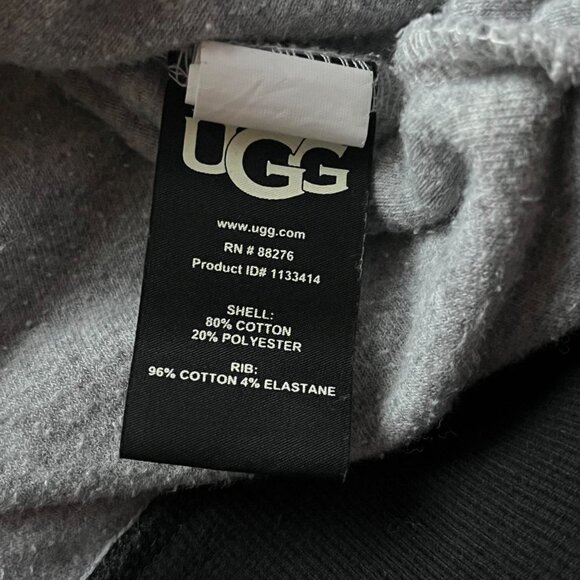 UGG
www.ugg.com
RN # 88276
Product ID# 1133414
SHELL:
80% COTTON
20% POLYESTER
RIB:
96% COTTON 4% ELASTANE